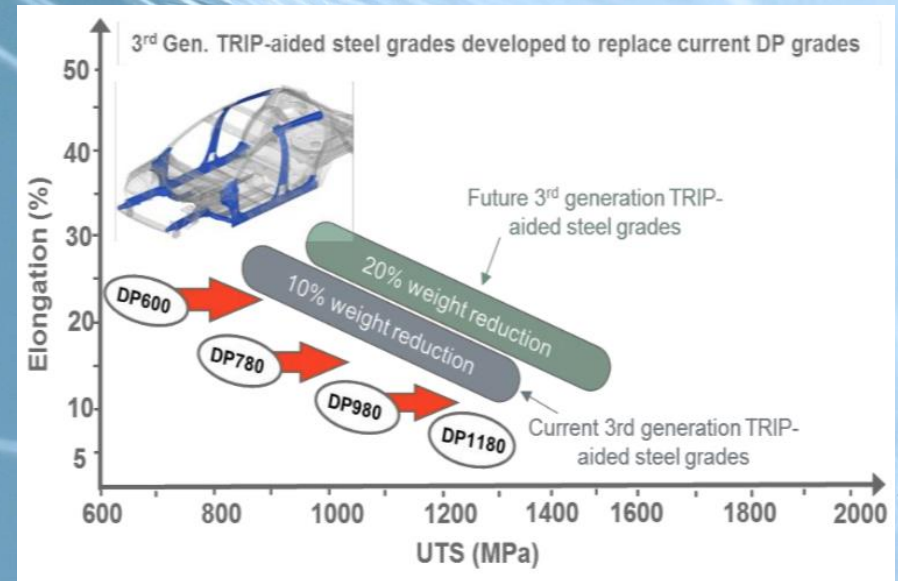 3rd Gen. TRIP-aided steel grades developed to replace current DP grades
Elongation (%)
50
40
30
20
10
5
Future 3rd generation TRIP-
aided steel grades
20% weight reduction
10% weight reduction
DP600
DP780
DP980
DP1180
Current 3rd generation TRIP-
aided steel grades
600 800 1000 1200 1400 1600 1800 2000
UTS (MPa)